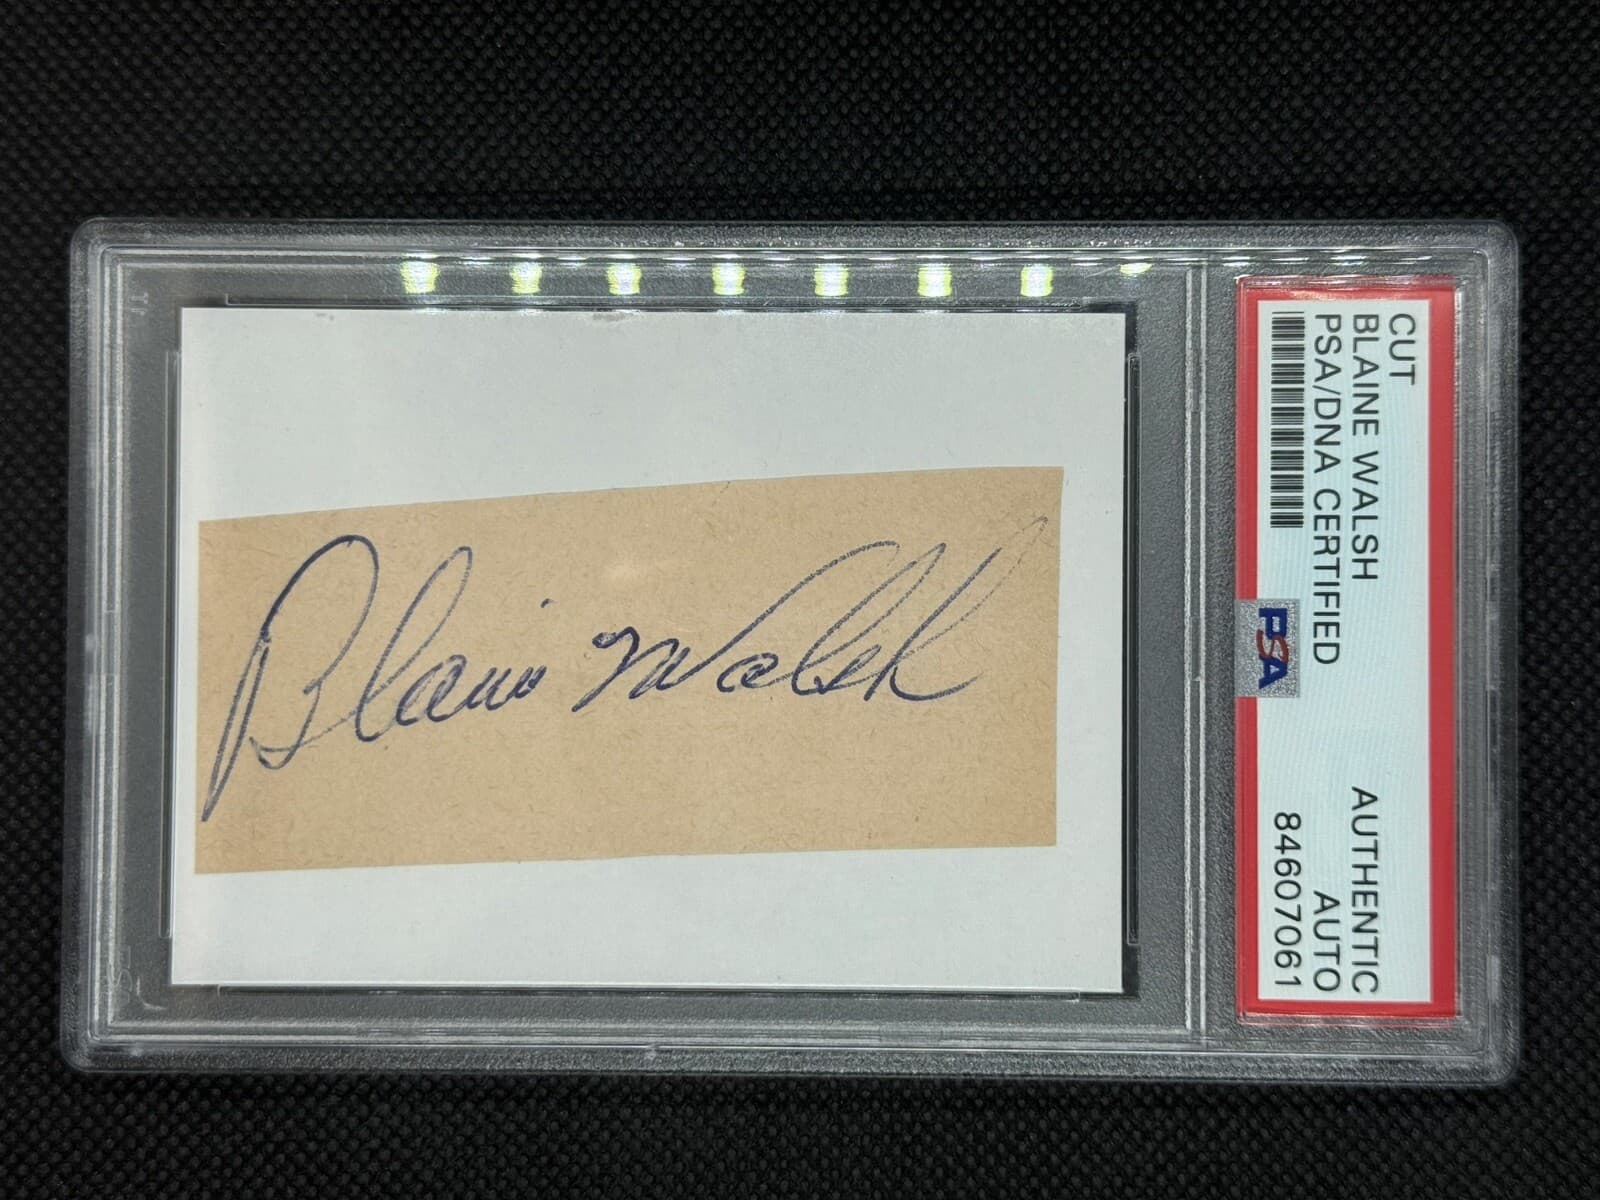 Blaine Walsh
CUT
BLAINE WALSH
PSA/DNA CERTIFIED
AUTHENTIC
AUTO
84607061
PSA